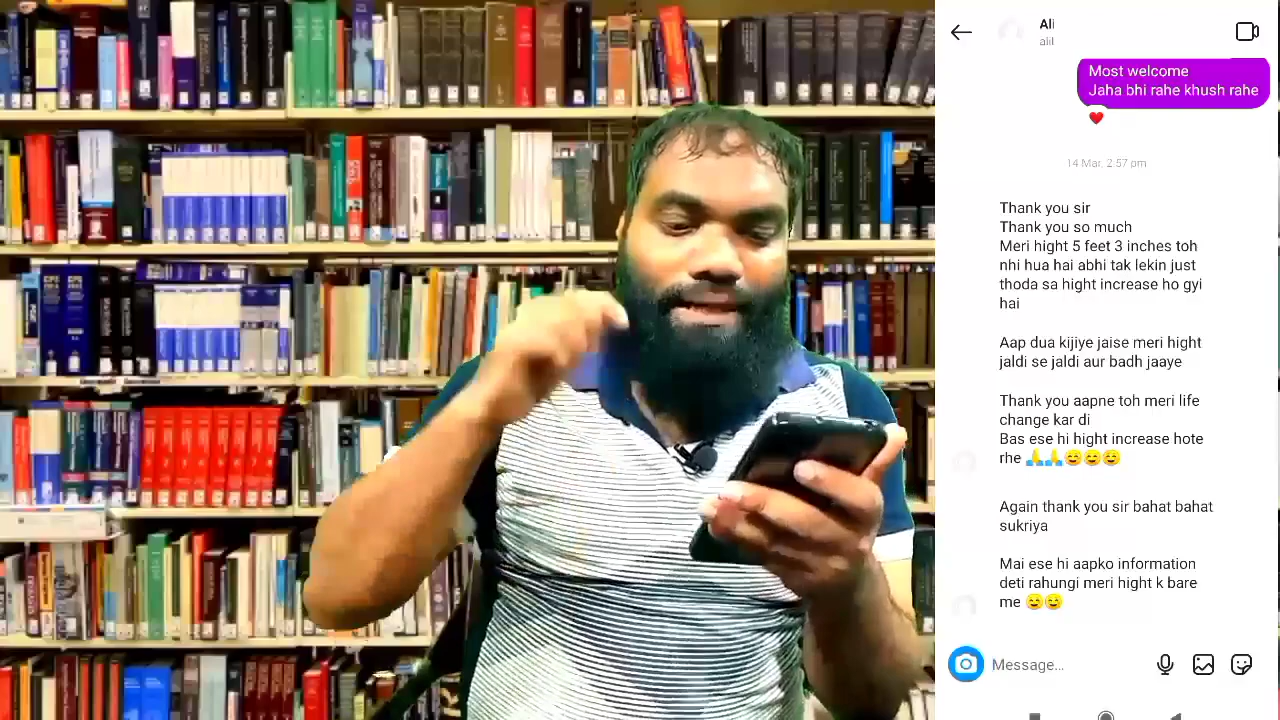 Ali
alil
Most welcome
Jaha bhi rahe khush rahe
14 Mar, 2:57 pm
Thank you sir
Thank you so much
Meri hight 5 feet 3 inches toh
nhi hua hai abhi tak lekin just
thoda sa hight increase ho gyi
hai
Aap dua kijiye jaise meri hight
jaldi se jaldi aur badh jaaye
Thank you aapne toh meri life
change kar di
Bas ese hi hight increase hote
rhe 🙏🙏😊😊😊
Again thank you sir bahat bahat
sukriya
Mai ese hi aapko information
deti rahungi meri hight k bare
me 😊😊
Message...